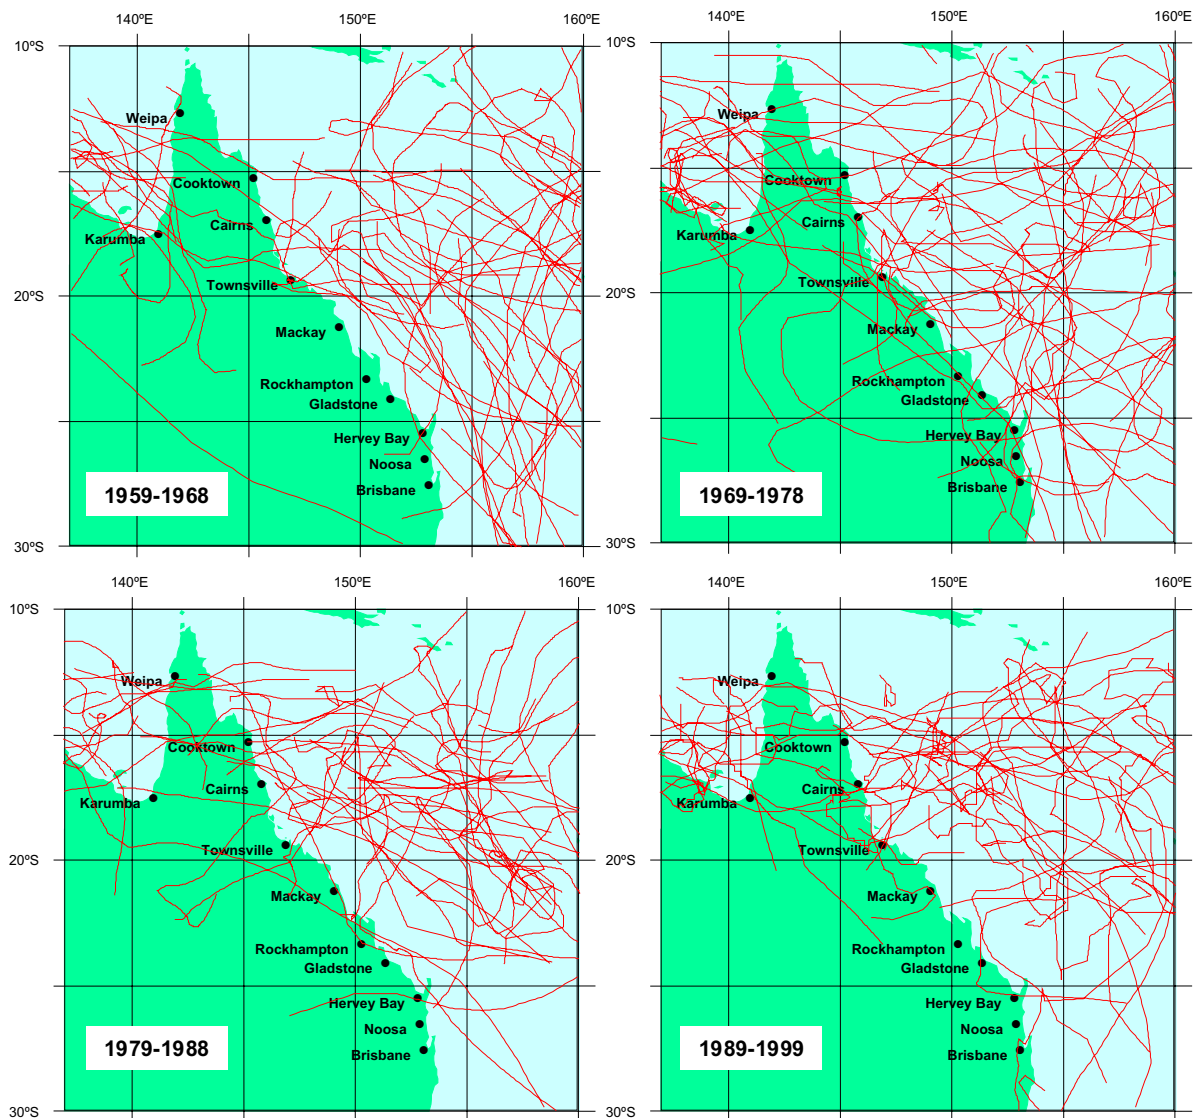 140ºE 150ºE 160ºE
10ºS
Weipa
Cooktown
Cairns
Karumba
20ºS
Townsville
Mackay
Rockhampton
Gladstone
Hervey Bay
Noosa
Brisbane
1959-1968
30ºS
140ºE 150ºE 160ºE
10ºS
Weipa
Cooktown
Cairns
Karumba
20ºS
Townsville
Mackay
Rockhampton
Gladstone
Hervey Bay
Noosa
Brisbane
1969-1978
30ºS
140ºE 150ºE 160ºE
10ºS
Weipa
Cooktown
Cairns
Karumba
20ºS
Townsville
Mackay
Rockhampton
Gladstone
Hervey Bay
Noosa
Brisbane
1979-1988
30ºS
140ºE 150ºE 160ºE
10ºS
Weipa
Cooktown
Cairns
Karumba
20ºS
Townsville
Mackay
Rockhampton
Gladstone
Hervey Bay
Noosa
Brisbane
1989-1999
30ºS